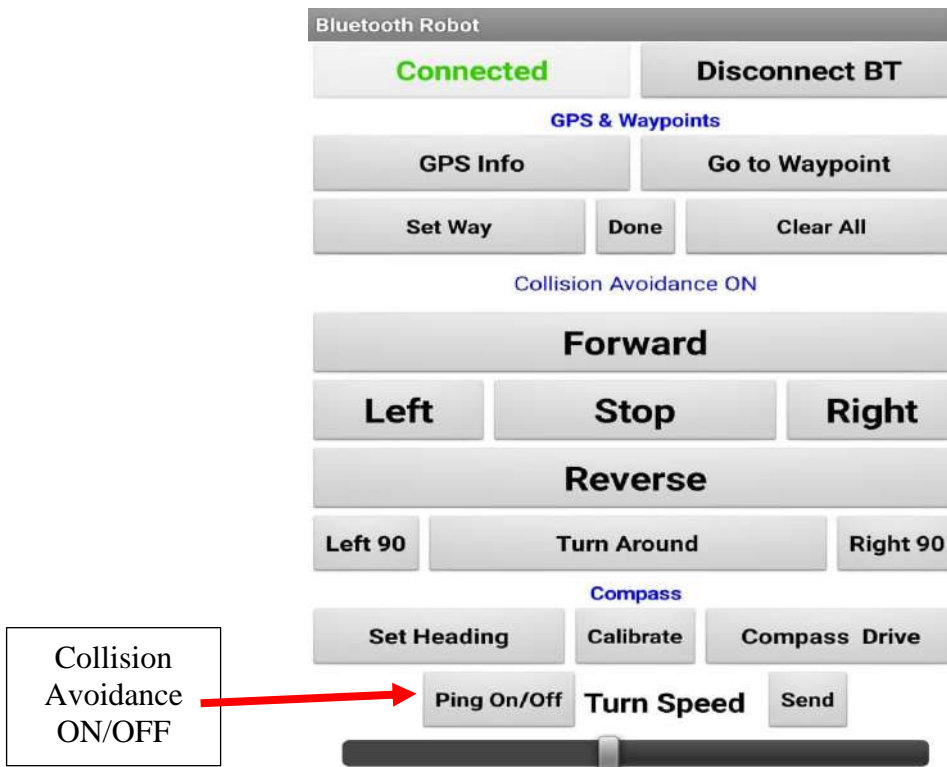 Bluetooth Robot
Connected Disconnect BT
GPS & Waypoints
GPS Info Go to Waypoint
Set Way Done Clear All
Collision Avoidance ON
Forward
Left Stop Right
Reverse
Left 90 Turn Around Right 90
Compass
Set Heading Calibrate Compass Drive
Ping On/Off Turn Speed Send
Collision
Avoidance
ON/OFF